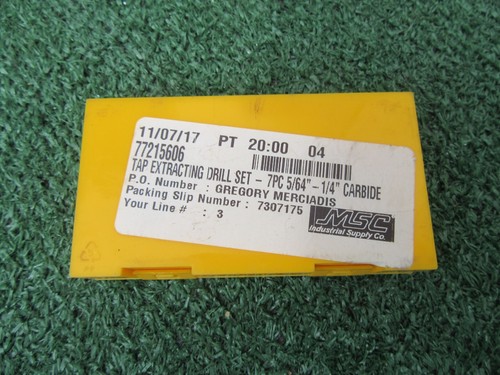 11/07/17 PT 20:00 04
77215606
TAP EXTRACTING DRILL SET - 7PC 5/64"-1/4" CARBIDE
P.O. Number : GREGORY MERCIADIS
Packing Slip Number : 7307175
Your Line # : 3
MSC
Industrial Supply Co.